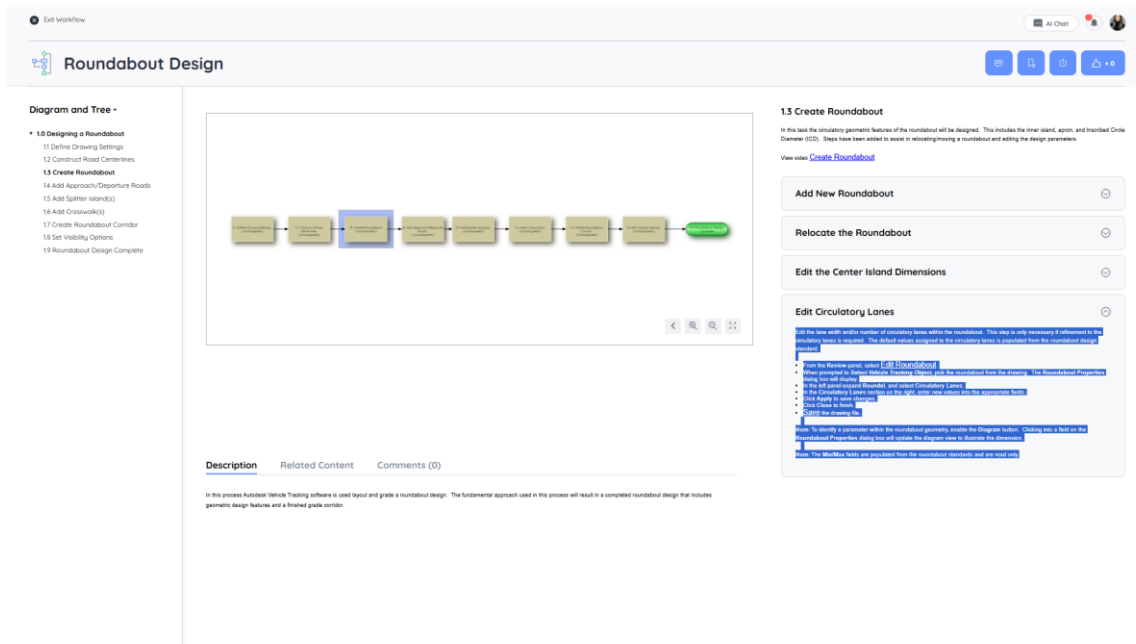 Exit Workflow
AI Chat
Roundabout Design
+ 0
Diagram and Tree
1.0 Designing a Roundabout
1.1 Define Drawing Settings
1.2 Construct Road Centerlines
1.3 Create Roundabout
1.4 Add Approach/Departure Roads
1.5 Add Splitter Island(s)
1.6 Add Crosswalk(s)
1.7 Create Roundabout Corridor
1.8 Set Visibility Options
1.9 Roundabout Design Complete
Description
Related Content
Comments (0)
In this process Autodesk Vehicle Tracking software is used layout and grade a roundabout design. The fundamental approach used in this process will result in a completed roundabout design that includes
geometric design features and a finished grade corridor.
1.3 Create Roundabout
In this task the circulatory geometric features of the roundabout will be designed. This includes the inner island, apron, and Inscribed Circle
Diameter (ICD). Steps have been added to assist in relocating/moving a roundabout and editing the design parameters.
View video Create Roundabout
Add New Roundabout
Relocate the Roundabout
Edit the Center Island Dimensions
Edit Circulatory Lanes
Edit the lane width and/or number of circulatory lanes within the roundabout. This step is only necessary if refinement to the
circulatory lanes is required. The default values assigned to the circulatory lanes is populated from the roundabout design
standard.
From the Review panel, select Edit Roundabout
When prompted to Select Vehicle Tracking Object, pick the roundabout from the drawing. The Roundabout Properties
dialog box will display.
In the left panel expand Roundel, and select Circulatory Lanes.
In the Circulatory Lanes section on the right, enter new values into the appropriate fields.
Click Apply to save changes.
Click Close to finish.
Save the drawing file.
Note: To identify a parameter within the roundabout geometry, enable the Diagram button. Clicking into a field on the
Roundabout Properties dialog box will update the diagram view to illustrate the dimension.
Note: The Min/Max fields are populated from the roundabout standards and are read only.